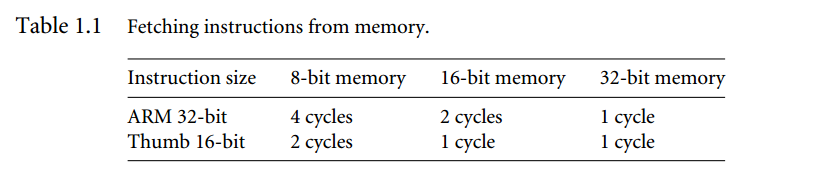 Table 1.1 Fetching instructions from memory.
Instruction size 8-bit memory 16-bit memory 32-bit memory
ARM 32-bit 4 cycles 2 cycles 1 cycle
Thumb 16-bit 2 cycles 1 cycle 1 cycle